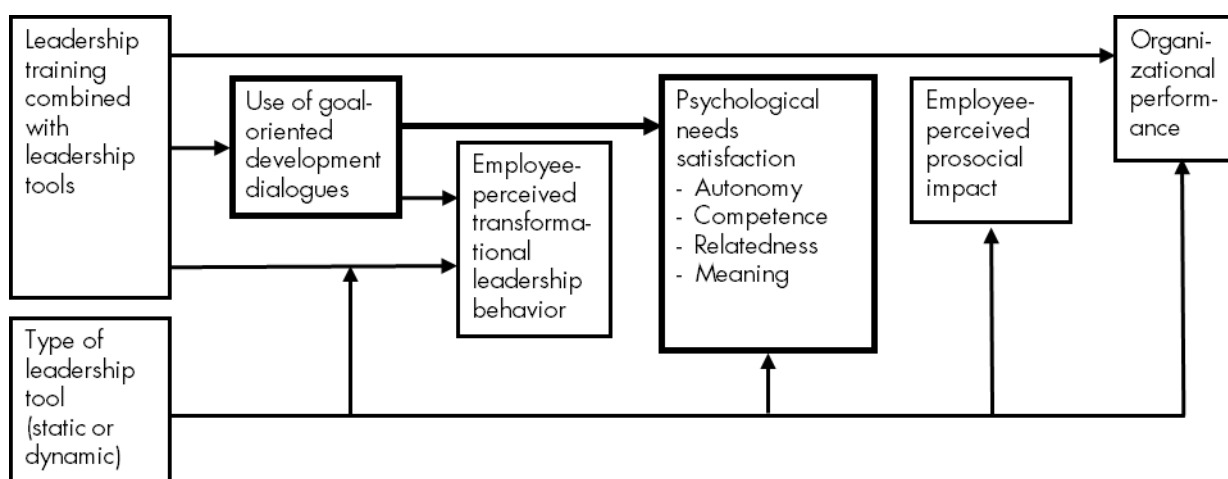 Leadership
training
combined
with
leadership
tools
Use of goal-
oriented
development
dialogues
Employee-
perceived
transforma-
tional
leadership
behavior
Psychological
needs
satisfaction
- Autonomy
- Competence
- Relatedness
- Meaning
Employee-
perceived
prosocial
impact
Organi-
zational
perform-
ance
Type of
leadership
tool
(static or
dynamic)